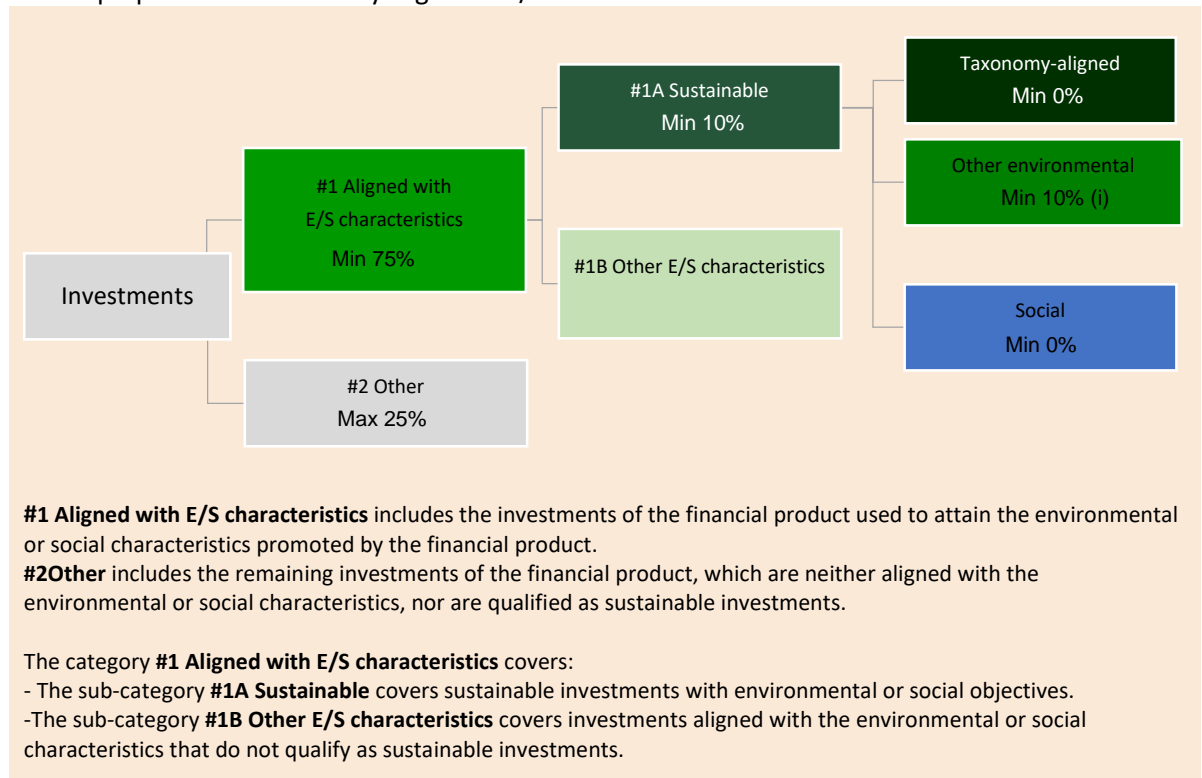 #1A Sustainable
Min 10%
Taxonomy-aligned
Min 0%
#1 Aligned with
E/S characteristics
Min 75%
Other environmental
Min 10% (i)
Investments
#1B Other E/S characteristics
Social
Min 0%
#2 Other
Max 25%
#1 Aligned with E/S characteristics includes the investments of the financial product used to attain the environmental
or social characteristics promoted by the financial product.
#2Other includes the remaining investments of the financial product, which are neither aligned with the
environmental or social characteristics, nor are qualified as sustainable investments.
The category #1 Aligned with E/S characteristics covers:
- The sub-category #1A Sustainable covers sustainable investments with environmental or social objectives.
-The sub-category #1B Other E/S characteristics covers investments aligned with the environmental or social
characteristics that do not qualify as sustainable investments.